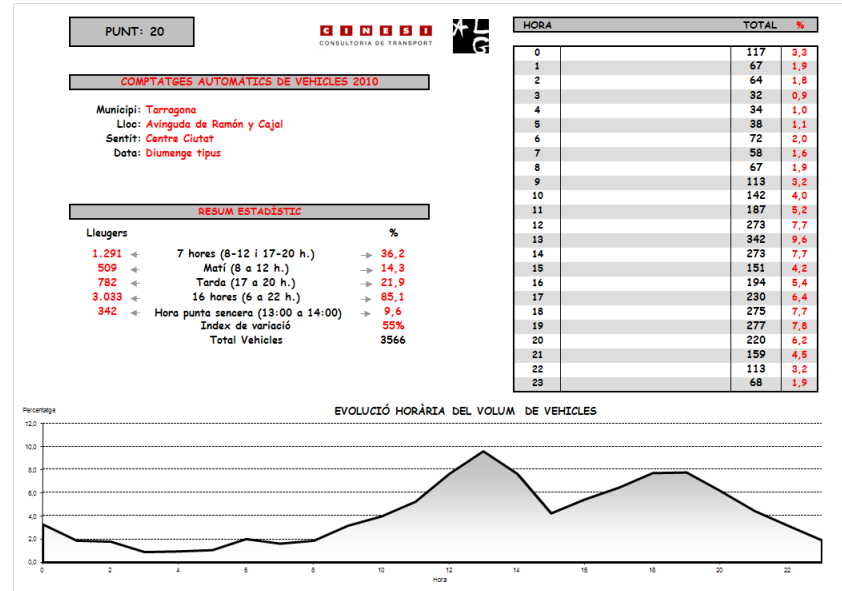 PUNT: 20
CINESI
CONSULTORIA DE TRANSPORT
ALG
COMPTATGES AUTOMÀTICS DE VEHICLES 2010
Municipi: Tarragona
Lloc: Avinguda de Ramón y Cajal
Sentit: Centre Ciutat
Data: Diumenge tipus
RESUM ESTADÍSTIC
Lleugers %
1.291 7 hores (8-12 i 17-20 h.) 36,2
509 Matí (8 a 12 h.) 14,3
782 Tarda (17 a 20 h.) 21,9
3.033 16 hores (6 a 22 h.) 85,1
342 Hora punta sencera (13:00 a 14:00) 9,6
Index de variació 55%
Total Vehicles 3566
HORA TOTAL %
0 117 3,3
1 67 1,9
2 64 1,8
3 32 0,9
4 34 1,0
5 38 1,1
6 72 2,0
7 58 1,6
8 67 1,9
9 113 3,2
10 142 4,0
11 187 5,2
12 273 7,7
13 342 9,6
14 273 7,7
15 151 4,2
16 194 5,4
17 230 6,4
18 275 7,7
19 277 7,8
20 220 6,2
21 159 4,5
22 113 3,2
23 68 1,9
EVOLUCIÓ HORÀRIA DEL VOLUM DE VEHICLES
Percentatge
12,0
10,0
8,0
6,0
4,0
2,0
0,0
0 2 4 6 8 10 12 14 16 18 20 22
Hora